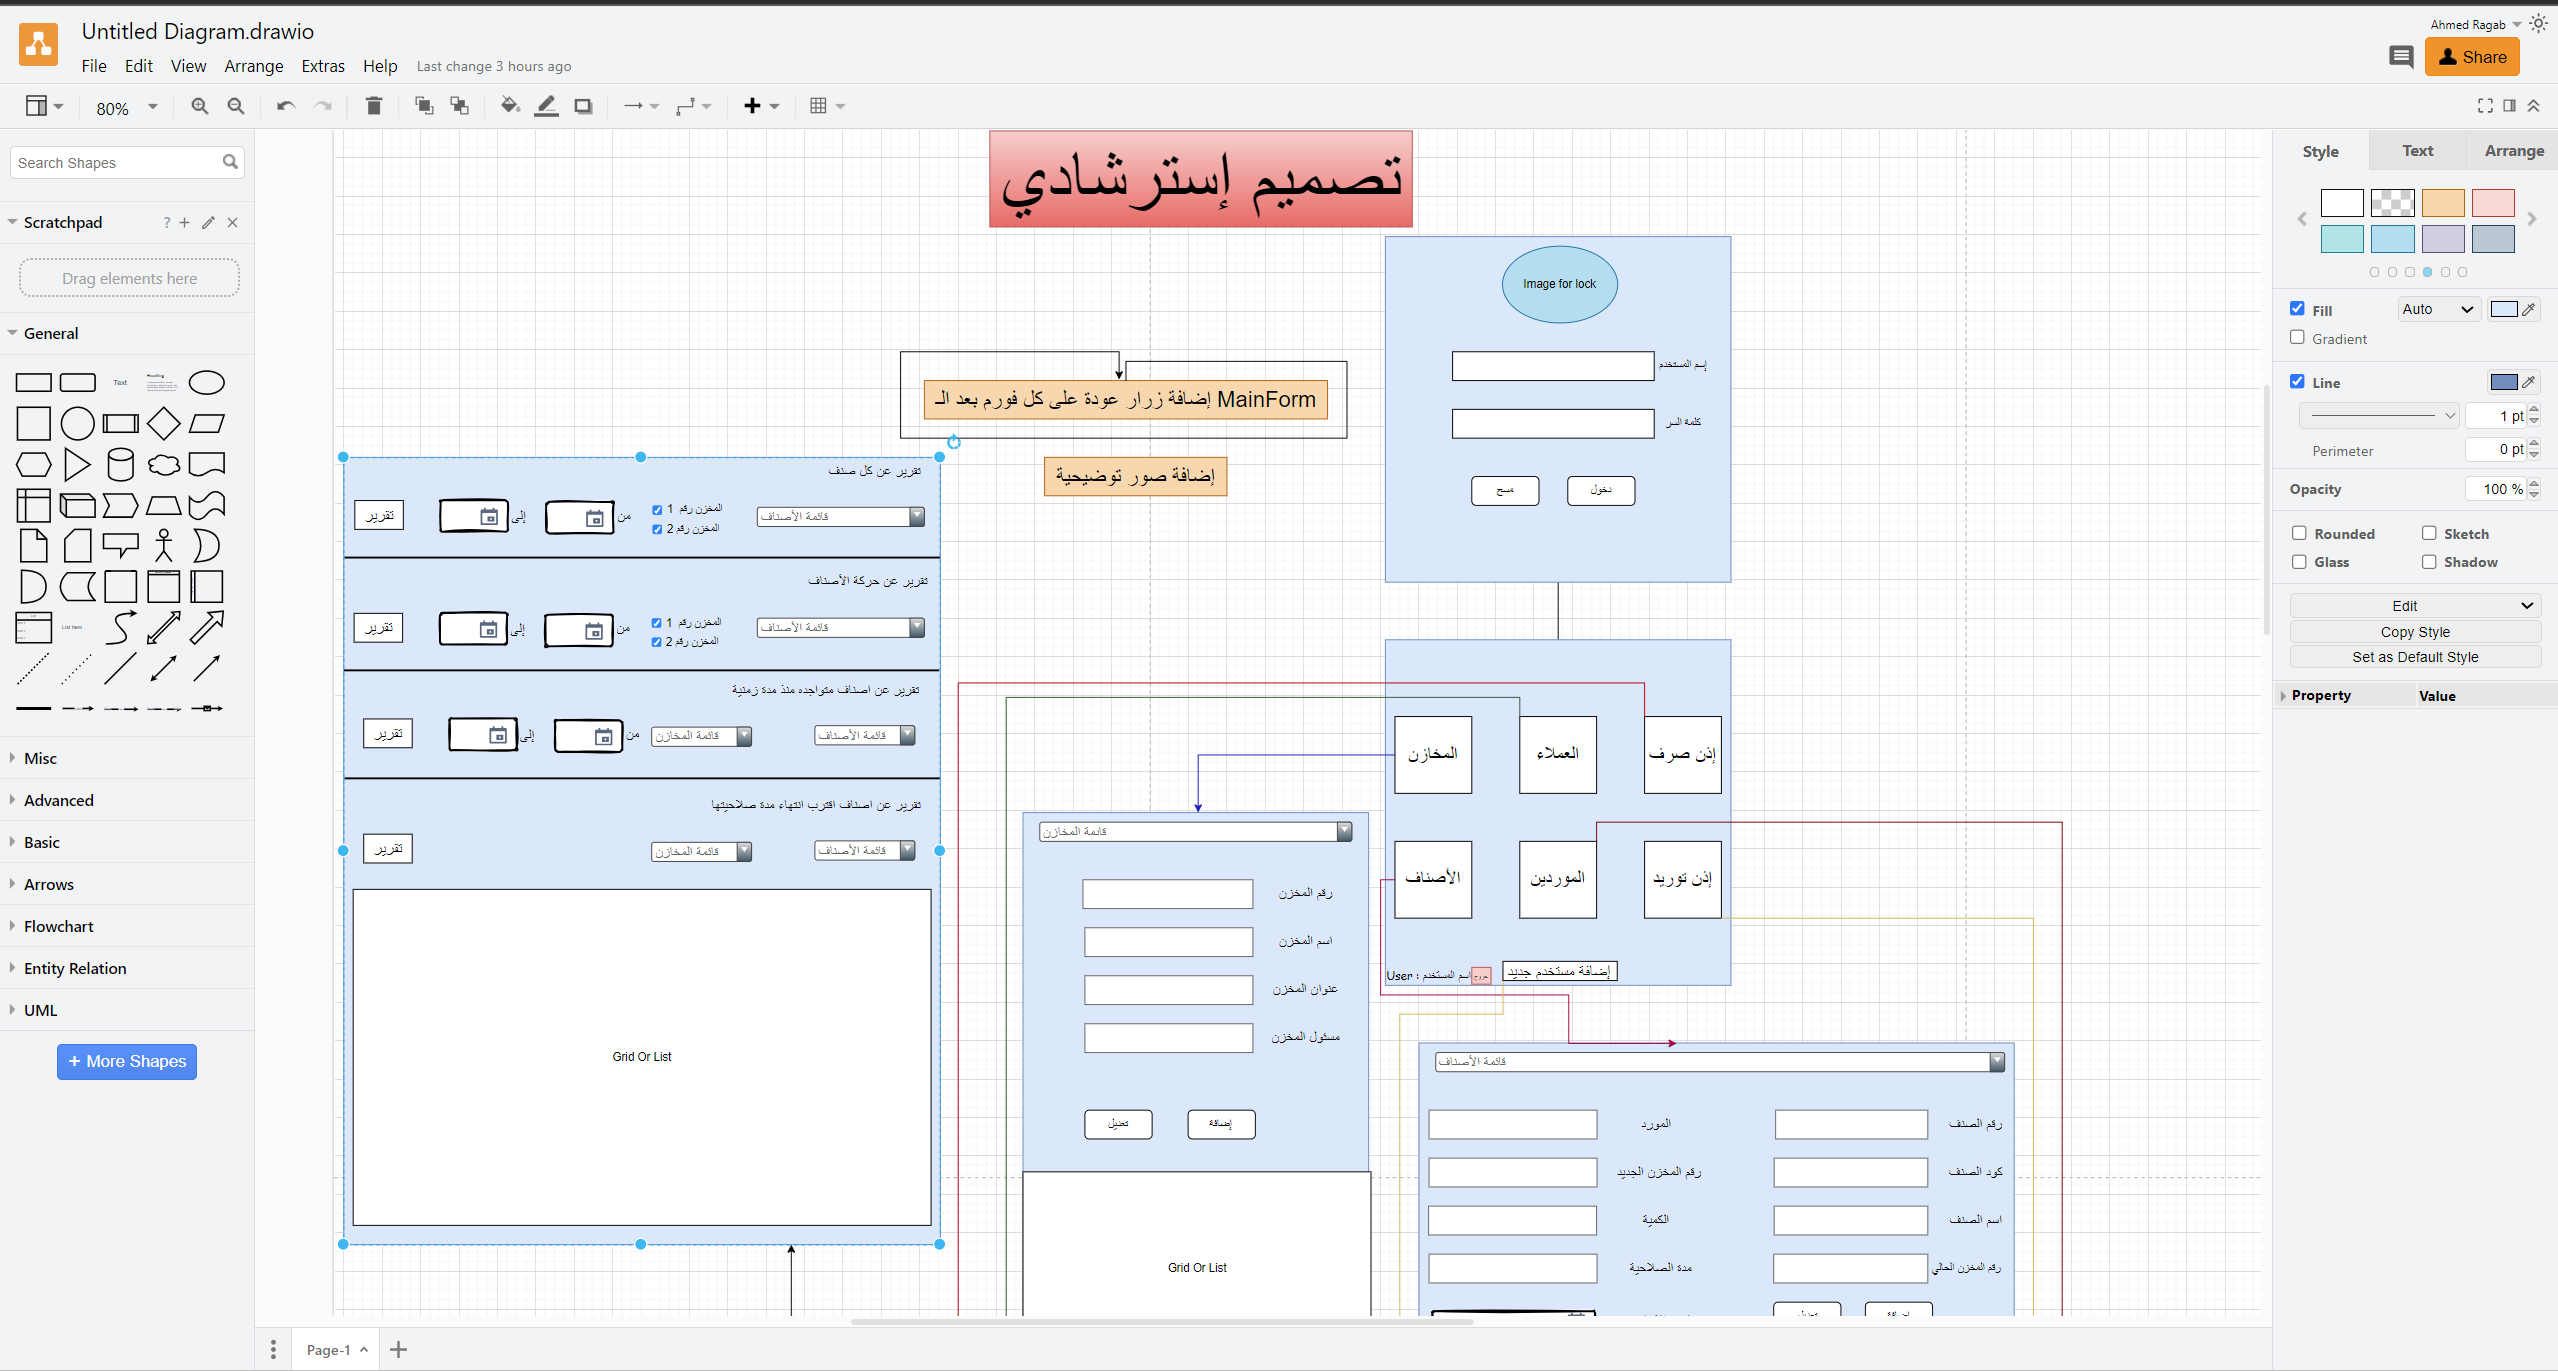 Untitled Diagram.drawio
File Edit View Arrange Extras Help Last change 3 hours ago
Ahmed Ragab
Share
80%
Search Shapes
Scratchpad
?
Drag elements here
General
Text
Heading
List Item
Misc
Advanced
Basic
Arrows
Flowchart
Entity Relation
UML
+ More Shapes
تصميم إسترشادي
إضافة زرار عودة على كل فورم بعد الـ MainForm
إضافة صور توضيحية
Image for lock
إسم المستخدم
كلمة السر
دخول
مسح
تقرير عن كل صنف
قائمة الأصناف
المخزن رقم 1
المخزن رقم 2
من
إلى
تقرير
تقرير عن حركة الأصناف
قائمة الأصناف
المخزن رقم 1
المخزن رقم 2
من
إلى
تقرير
تقرير عن اصناف متواجده منذ مدة زمنية
قائمة الأصناف
قائمة المخازن
من
إلى
تقرير
تقرير عن اصناف اقترب انتهاء مدة صلاحيتها
قائمة الأصناف
قائمة المخازن
تقرير
Grid Or List
إذن صرف
العملاء
المخازن
إذن توريد
الموردين
الأصناف
User : اسم المستخدم
خروج
إضافة مستخدم جديد
قائمة المخازن
رقم المخزن
اسم المخزن
عنوان المخزن
مسئول المخزن
إضافة
تعديل
Grid Or List
قائمة الأصناف
رقم الصنف
المورد
كود الصنف
رقم المخزن الجديد
اسم الصنف
الكمية
رقم المخزن الحالي
مدة الصلاحية
إضافة
تعديل
Style Text Arrange
Fill Auto
Gradient
Line
1 pt
Perimeter 0 pt
Opacity 100 %
Rounded Sketch
Glass Shadow
Edit
Copy Style
Set as Default Style
Property Value
Page-1